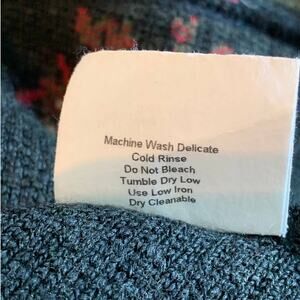 Machine Wash Delicate
Cold Rinse
Do Not Bleach
Tumble Dry Low
Use Low Iron
Dry Cleanable